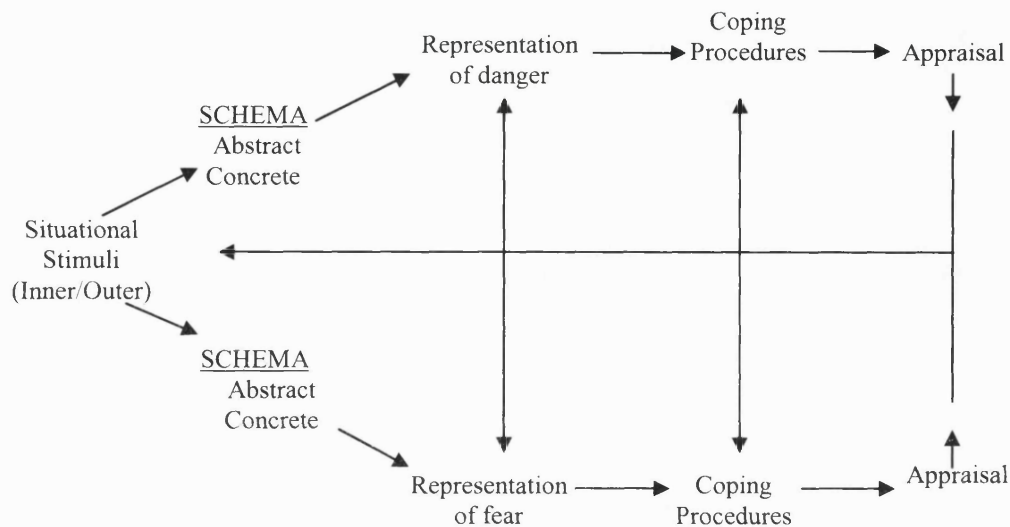 Representation
of danger
Coping
Procedures
Appraisal
SCHEMA
Abstract
Concrete
Situational
Stimuli
(Inner/Outer)
SCHEMA
Abstract
Concrete
Representation
of fear
Coping
Procedures
Appraisal